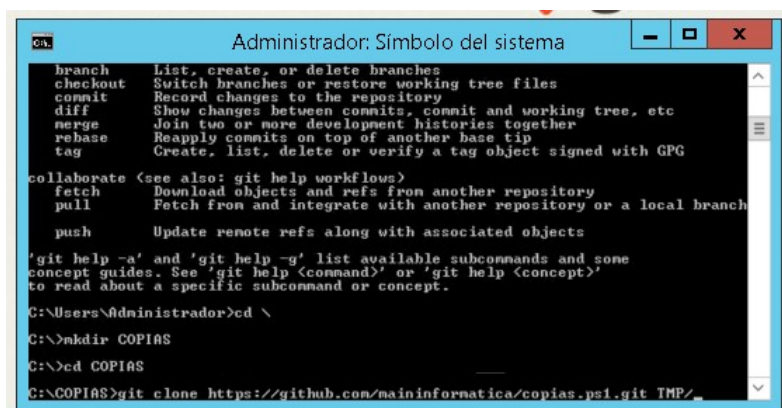 Administrador: Símbolo del sistema
branch List, create, or delete branches
checkout Switch branches or restore working tree files
commit Record changes to the repository
diff Show changes between commits, commit and working tree, etc
merge Join two or more development histories together
rebase Reapply commits on top of another base tip
tag Create, list, delete or verify a tag object signed with GPG
collaborate (see also: git help workflows)
fetch Download objects and refs from another repository
pull Fetch from and integrate with another repository or a local branch
push Update remote refs along with associated objects
'git help -a' and 'git help -g' list available subcommands and some
concept guides. See 'git help <command>' or 'git help <concept>'
to read about a specific subcommand or concept.
C:\Users\Administrador>cd \
C:\>mkdir COPIAS
C:\>cd COPIAS
C:\COPIAS>git clone https://github.com/maininformatica/copias.ps1.git TMP/_